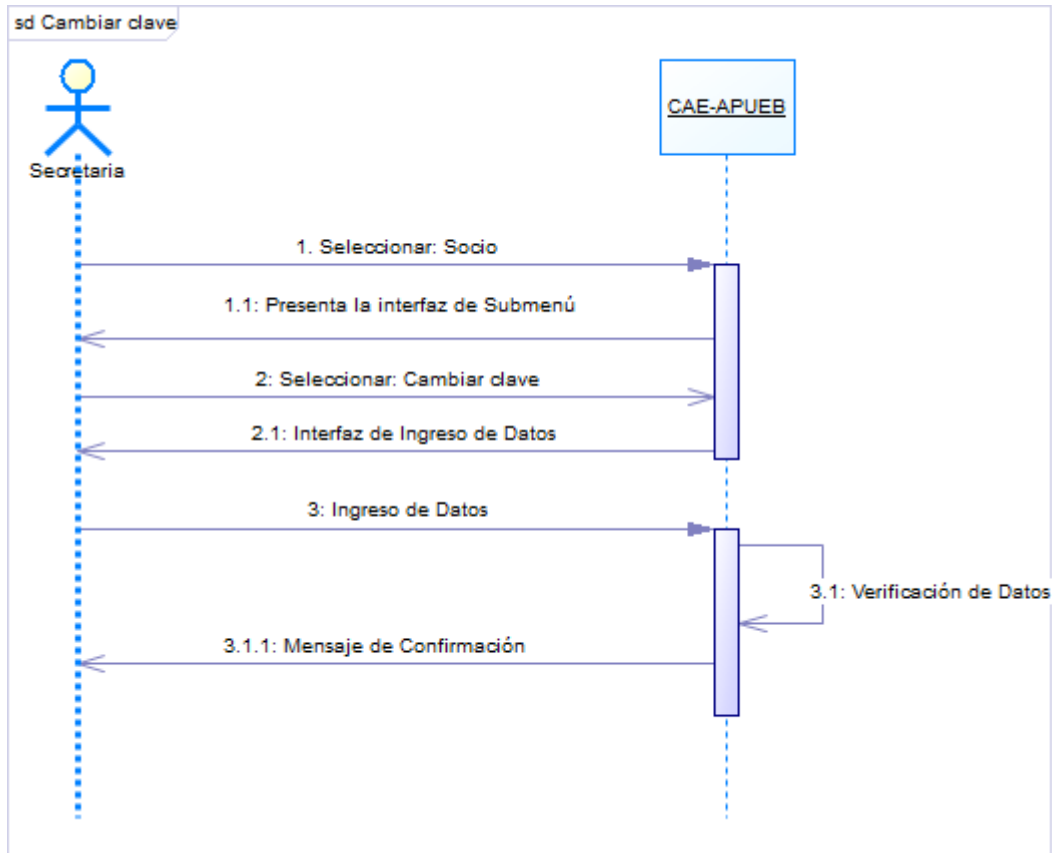 sd Cambiar clave
CAE-APUEB
Secretaria
1. Seleccionar: Socio
1.1: Presenta la interfaz de Submenú
2: Seleccionar: Cambiar clave
2.1: Interfaz de Ingreso de Datos
3: Ingreso de Datos
3.1: Verificación de Datos
3.1.1: Mensaje de Confirmación